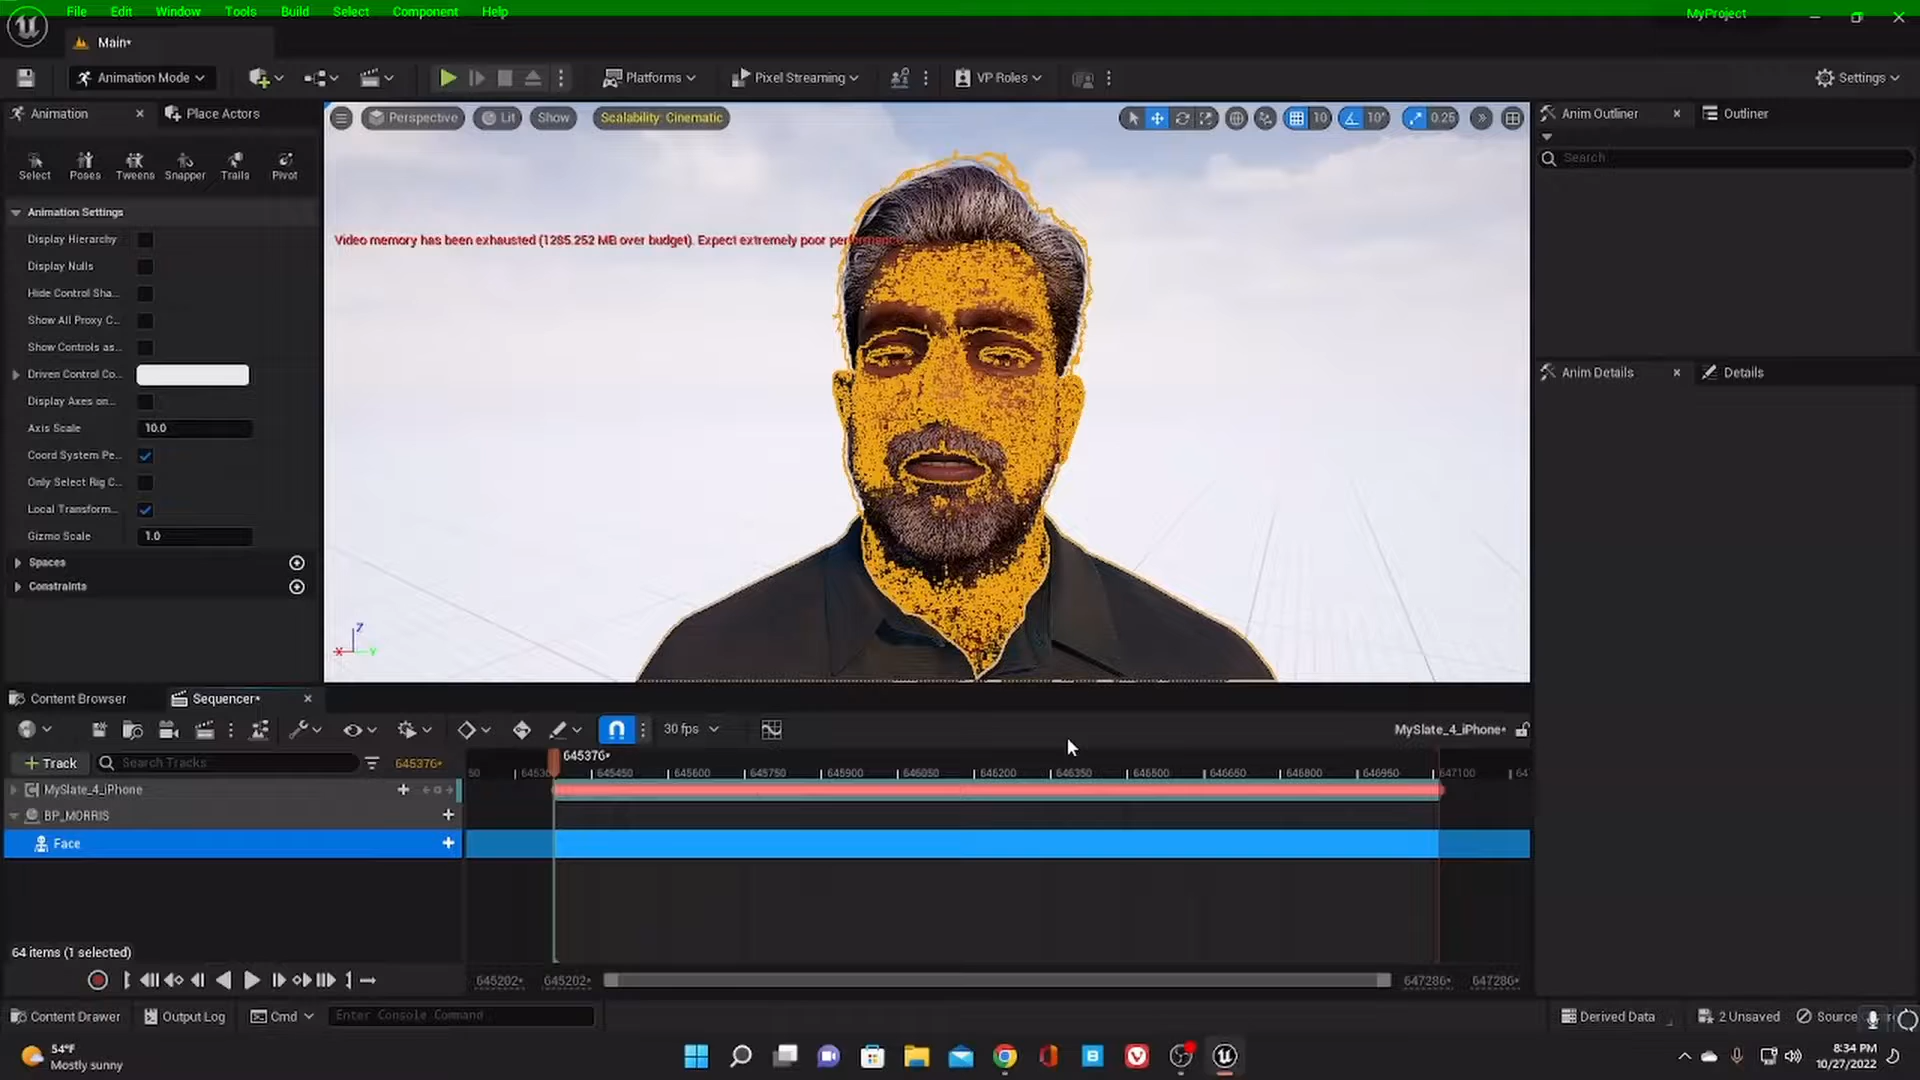 File Edit Window Tools Build Select Component Help
MyProject
Main*
Animation Mode
Platforms
Pixel Streaming
VP Roles
Settings
Animation
Place Actors
Perspective
Lit
Show
Scalability: Cinematic
10
10°
0.25
Anim Outliner
Outliner
Search
Select Poses Tweens Snapper Trails Pivot
Animation Settings
Display Hierarchy
Display Nulls
Hide Control Sha...
Show All Proxy C...
Show Controls as...
Driven Control Co...
Display Axes on...
Axis Scale 10.0
Coord System Pe...
Only Select Rig C...
Local Transform...
Gizmo Scale 1.0
Spaces
Constraints
Video memory has been exhausted (1285.252 MB over budget). Expect extremely poor performance.
Z
X
Y
Anim Details
Details
Content Browser
Sequencer*
30 fps
MySlate_4_iPhone*
Track
Search Tracks
645376*
645376*
50 64530 645450 645600 645750 645900 646050 646200 646350 646500 646650 646800 646950 647100 64
MySlate_4_iPhone
BP_MORRIS
Face
64 items (1 selected)
645202* 645202* 647286* 647286*
Content Drawer
Output Log
Cmd
Enter Console Command
Derived Data
2 Unsaved
Source
54°F
Mostly sunny
8:34 PM
10/27/2022